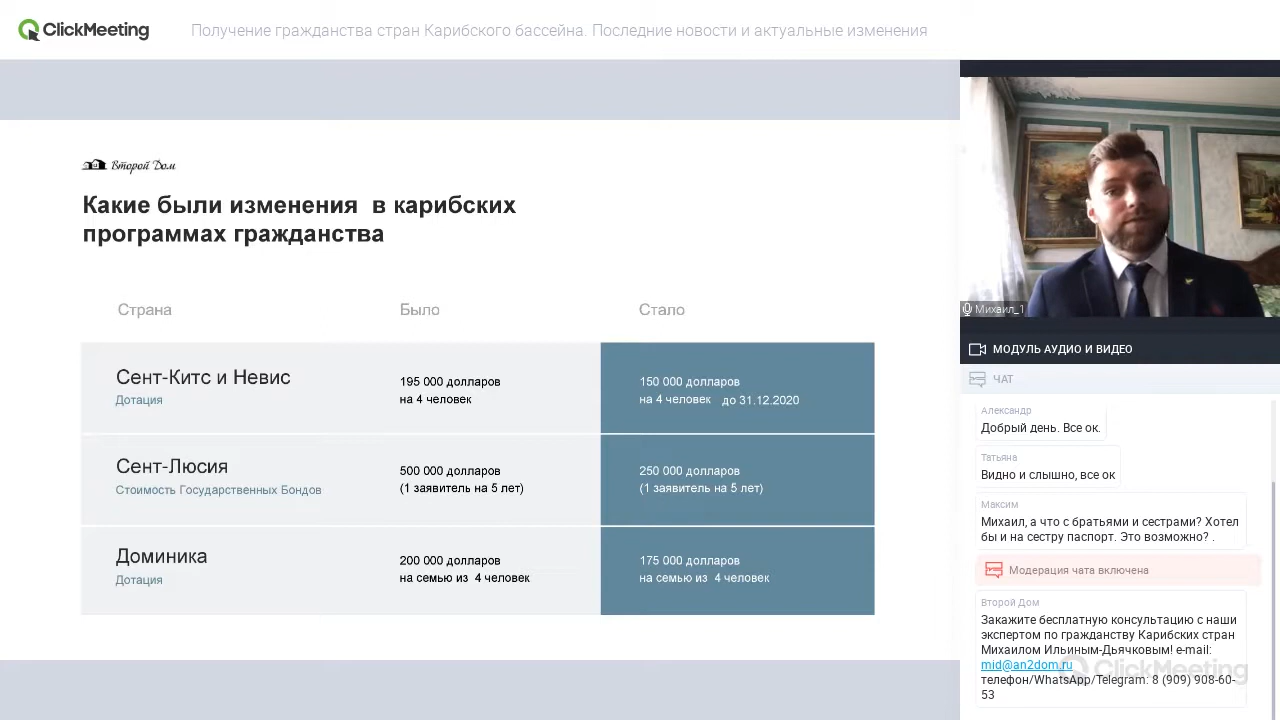 ClickMeeting
Получение гражданства стран Карибского бассейна. Последние новости и актуальные изменения
Второй Дом
Какие были изменения в карибских
программах гражданства
Страна
Было
Стало
Сент-Китс и Невис
Дотация
195 000 долларов
на 4 человек
150 000 долларов
на 4 человек до 31.12.2020
Сент-Люсия
Стоимость Государственных Бондов
500 000 долларов
(1 заявитель на 5 лет)
250 000 долларов
(1 заявитель на 5 лет)
Доминика
Дотация
200 000 долларов
на семью из 4 человек
175 000 долларов
на семью из 4 человек
Михаил_1
МОДУЛЬ АУДИО И ВИДЕО
ЧАТ
Александр
Добрый день. Все ок.
Татьяна
Видно и слышно, все ок
Максим
Михаил, а что с братьями и сестрами? Хотел
бы и на сестру паспорт. Это возможно? .
Модерация чата включена
Второй Дом
Закажите бесплатную консультацию с наши
экспертом по гражданству Карибских стран
Михаилом Ильиным-Дьячковым! e-mail:
mid@an2dom.ru
телефон/WhatsApp/Telegram: 8 (909) 908-60-
53
ClickMeeting